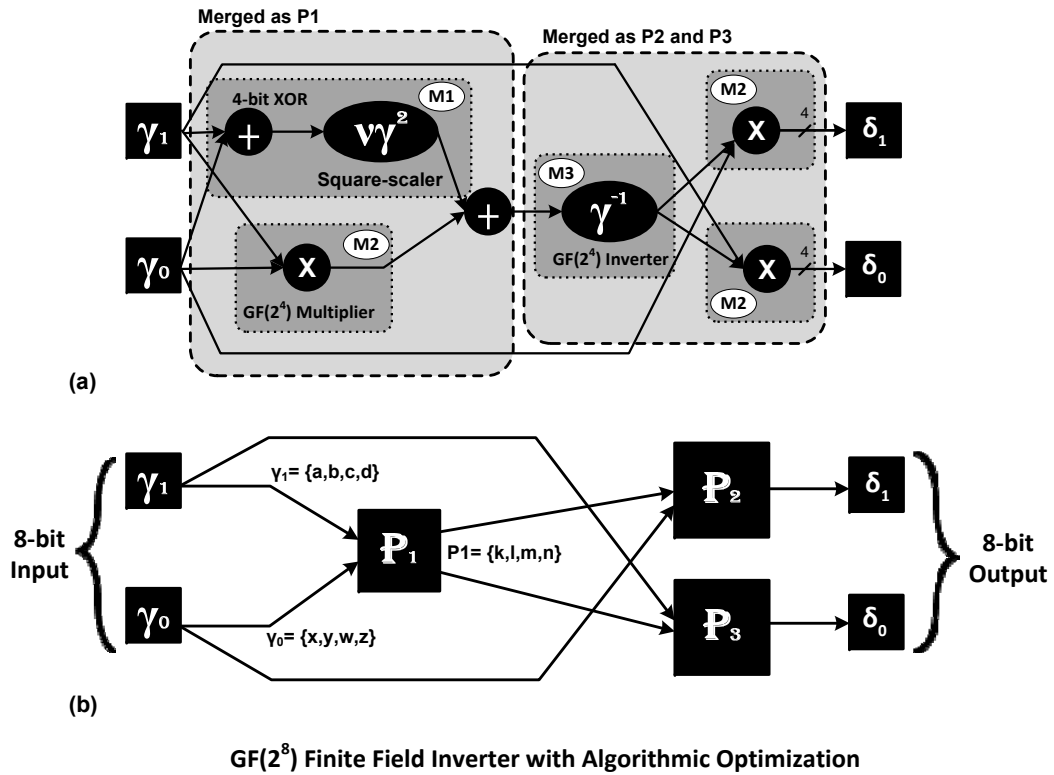 Merged as P1
Merged as P2 and P3
4-bit XOR
M1
M2
γ₁
+
νγ²
X
4
δ₁
Square-scaler
M3
+
γ⁻¹
γ₀
X
M2
GF(2⁴) Inverter
X
4
δ₀
GF(2⁴) Multiplier
M2
(a)
γ₁
γ₁= {a,b,c,d}
P₂
δ₁
8-bit
Input
P₁
P1= {k,l,m,n}
8-bit
Output
γ₀
γ₀= {x,y,w,z}
P₃
δ₀
(b)
GF(2⁸) Finite Field Inverter with Algorithmic Optimization